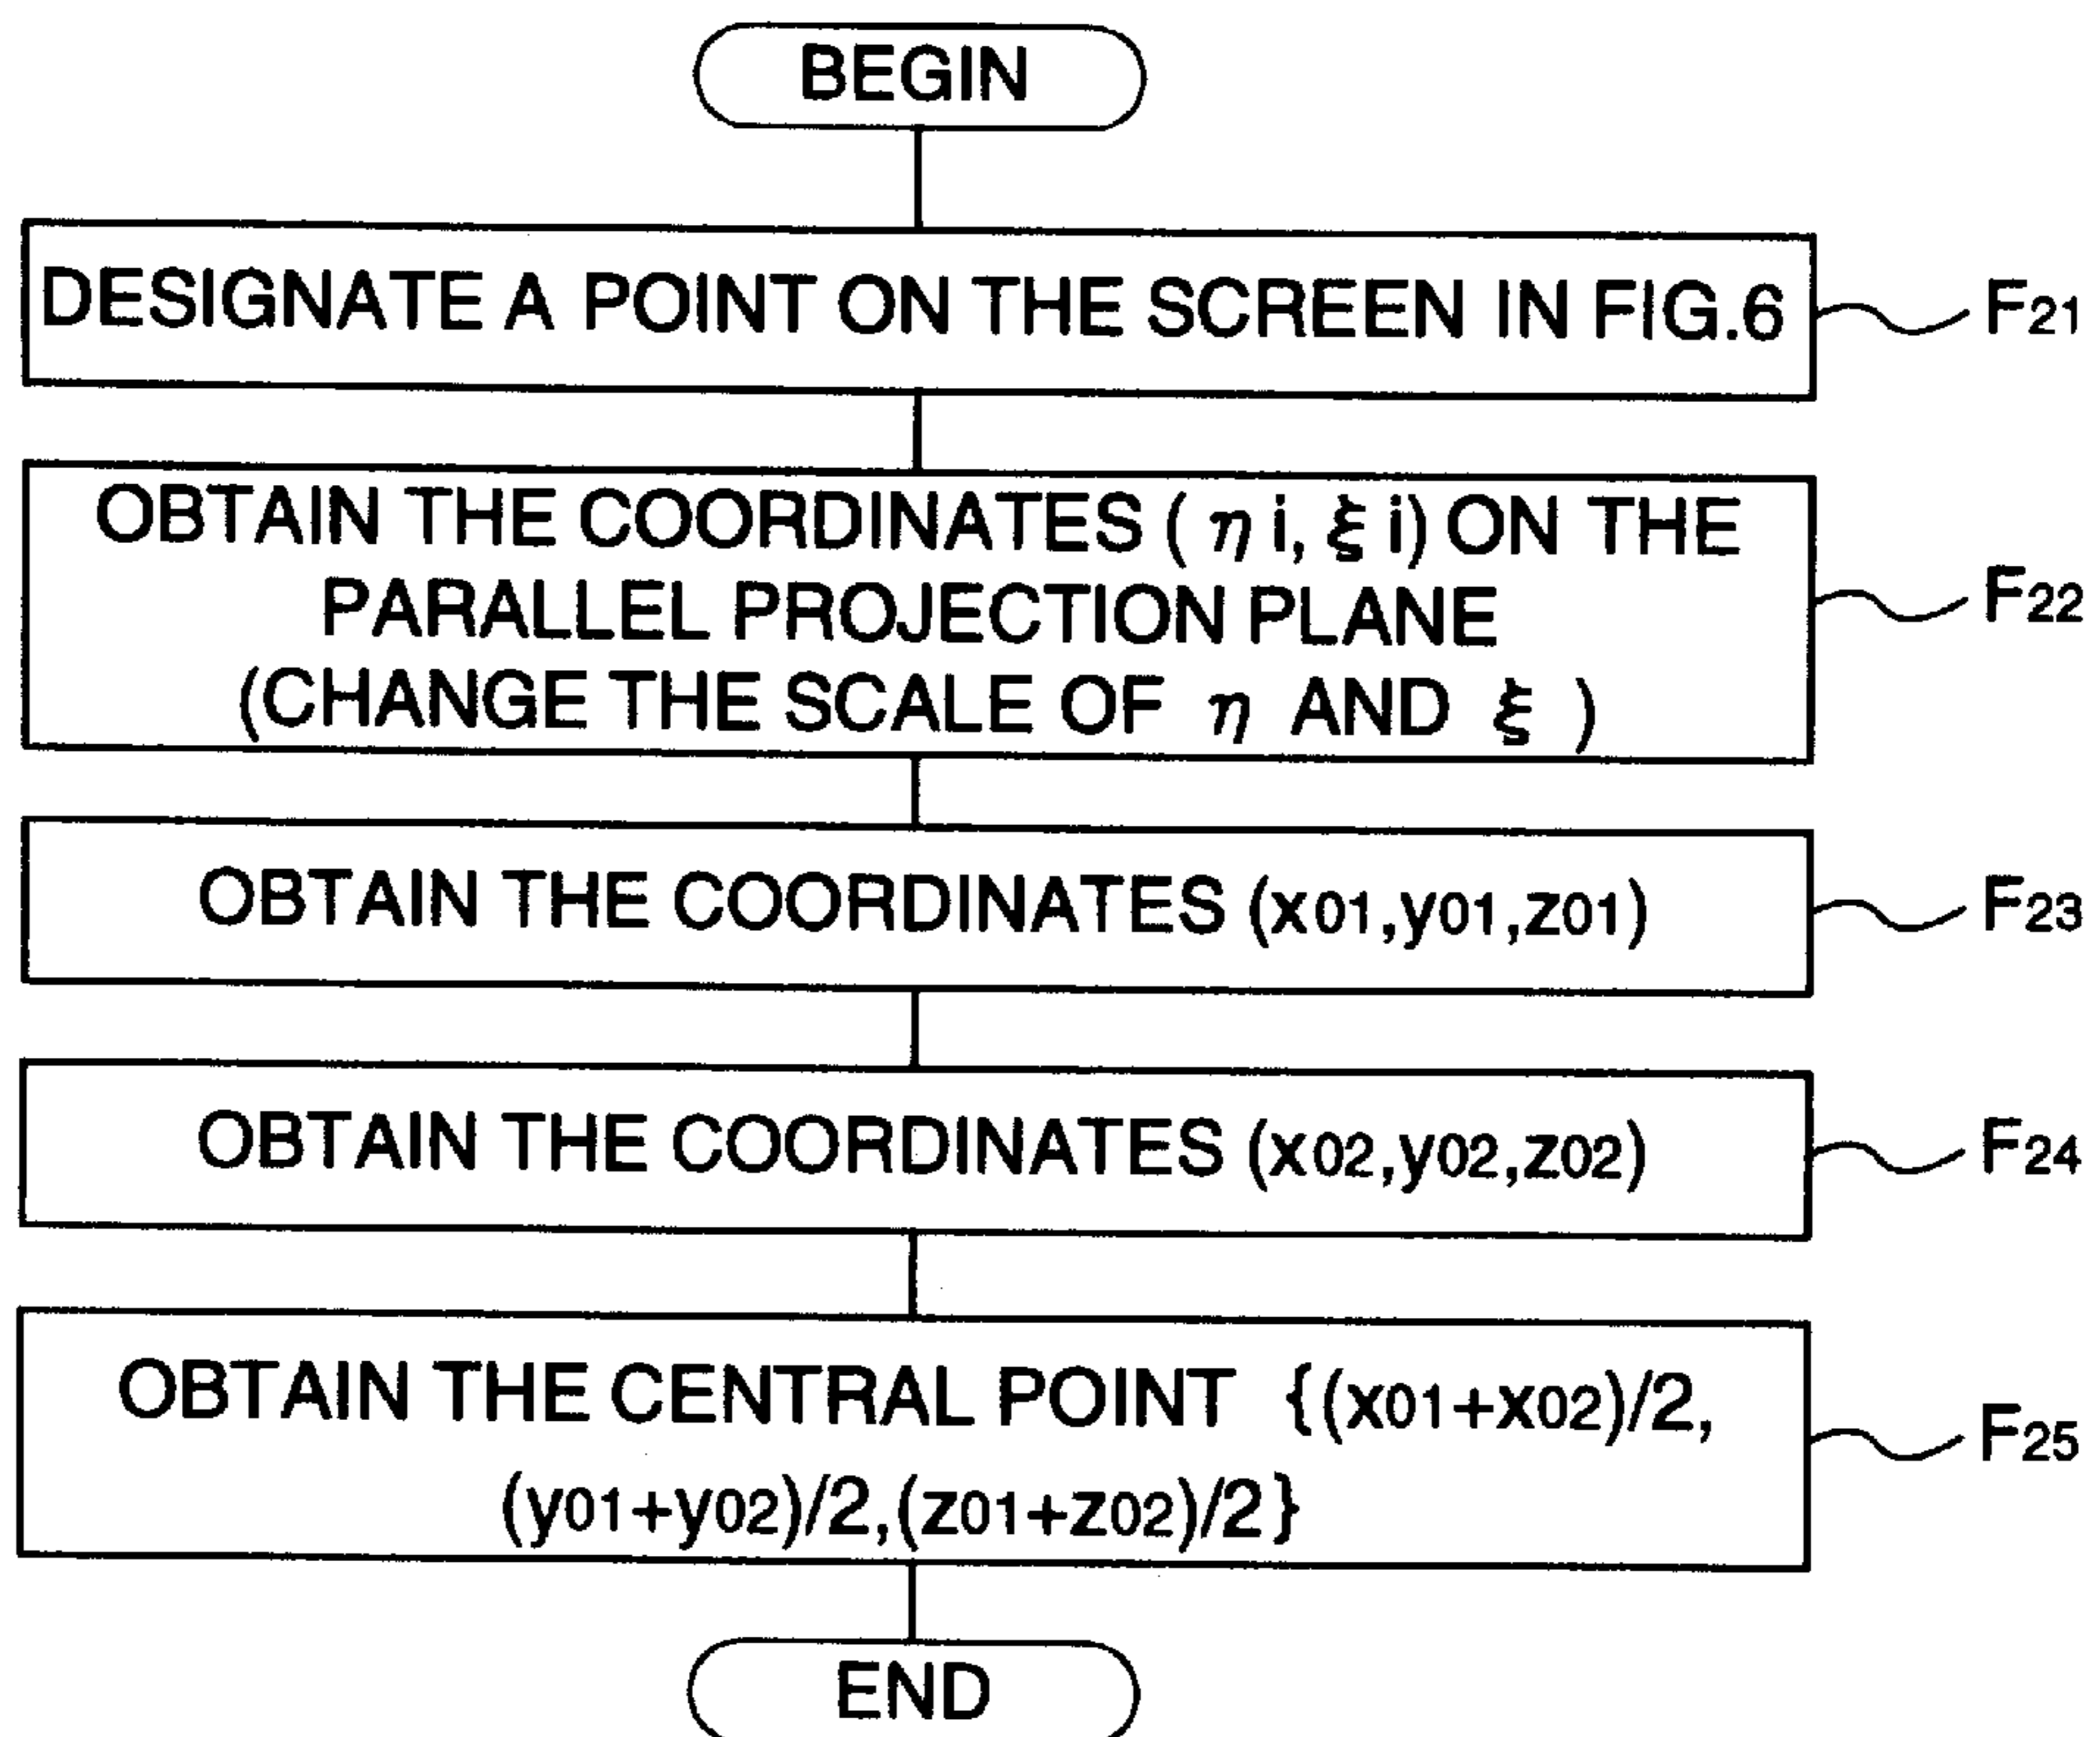 BEGIN
DESIGNATE A POINT ON THE SCREEN IN FIG.6
F21
OBTAIN THE COORDINATES ( η i, ξ i) ON THE
PARALLEL PROJECTION PLANE
(CHANGE THE SCALE OF η AND ξ )
F22
OBTAIN THE COORDINATES (x01,y01,z01)
F23
OBTAIN THE COORDINATES (x02,y02,z02)
F24
OBTAIN THE CENTRAL POINT {(x01+x02)/2,
(y01+y02)/2,(z01+z02)/2}
F25
END